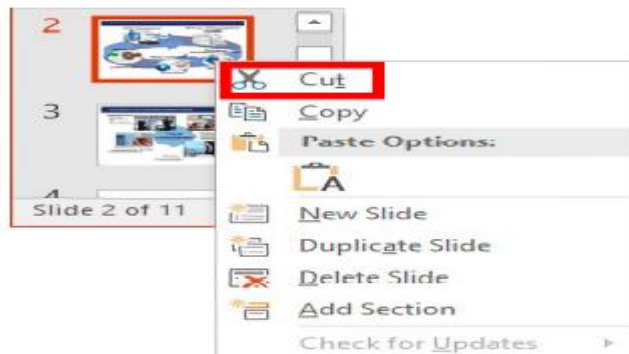 2
Cut
3
Copy
Paste Options:
A
Slide 2 of 11
New Slide
Duplicate Slide
Delete Slide
Add Section
Check for Updates